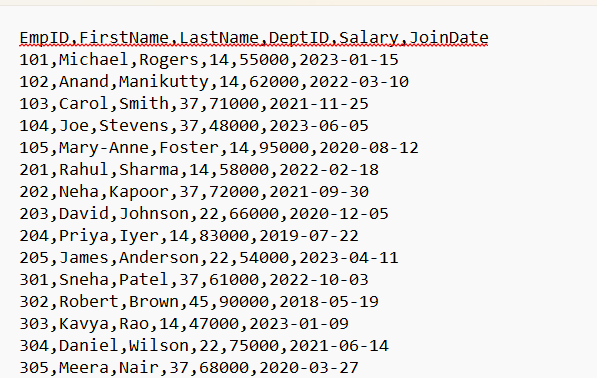 EmpID,FirstName,LastName,DeptID,Salary,JoinDate
101,Michael,Rogers,14,55000,2023-01-15
102,Anand,Manikutty,14,62000,2022-03-10
103,Carol,Smith,37,71000,2021-11-25
104,Joe,Stevens,37,48000,2023-06-05
105,Mary-Anne,Foster,14,95000,2020-08-12
201,Rahul,Sharma,14,58000,2022-02-18
202,Neha,Kapoor,37,72000,2021-09-30
203,David,Johnson,22,66000,2020-12-05
204,Priya,Iyer,14,83000,2019-07-22
205,James,Anderson,22,54000,2023-04-11
301,Sneha,Patel,37,61000,2022-10-03
302,Robert,Brown,45,90000,2018-05-19
303,Kavya,Rao,14,47000,2023-01-09
304,Daniel,Wilson,22,75000,2021-06-14
305,Meera,Nair,37,68000,2020-03-27